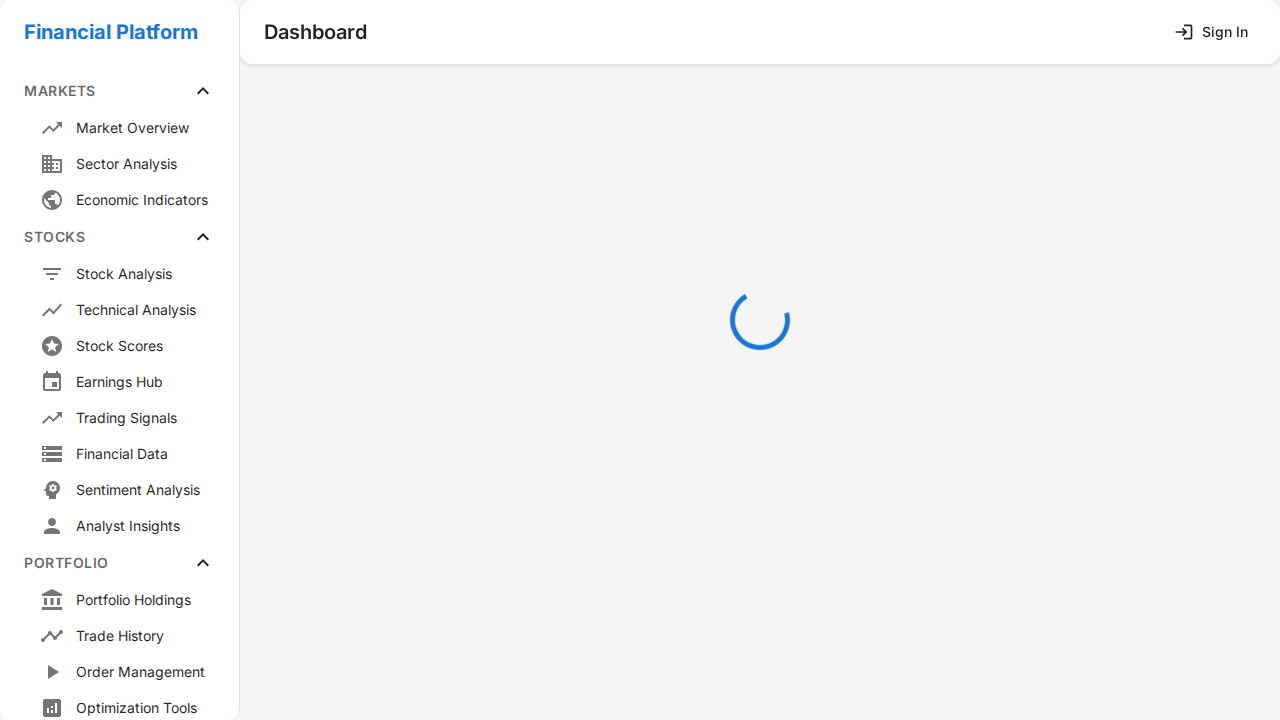 Financial Platform
Dashboard
Sign In
MARKETS
Market Overview
Sector Analysis
Economic Indicators
STOCKS
Stock Analysis
Technical Analysis
Stock Scores
Earnings Hub
Trading Signals
Financial Data
Sentiment Analysis
Analyst Insights
PORTFOLIO
Portfolio Holdings
Trade History
Order Management
Optimization Tools